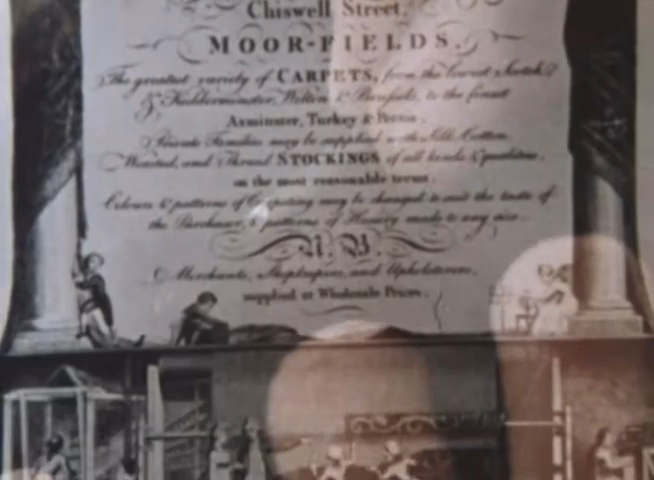 Chiswell Street,
MOOR-FIELDS.
The greatest variety of CARPETS, from the lowest Scotch
& Kidderminster, Wilton & Brussels, to the finest
Axminster, Turkey & Persia.
Private Families may be supplied with Silk, Cotton,
Worsted, and Thread STOCKINGS of all kinds & qualities,
on the most reasonable terms.
Colours & patterns of Carpeting may be changed to suit the taste of
the Purchaser, & patterns of Hosiery made to any size.
N. B.
Merchants, Shopkeepers, and Upholsterers,
supplied at Wholesale Prices.